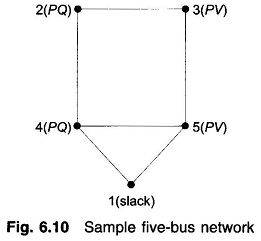 2(PQ) 3(PV)
4(PQ) 5(PV)
1(slack)
Fig. 6.10 Sample five-bus network